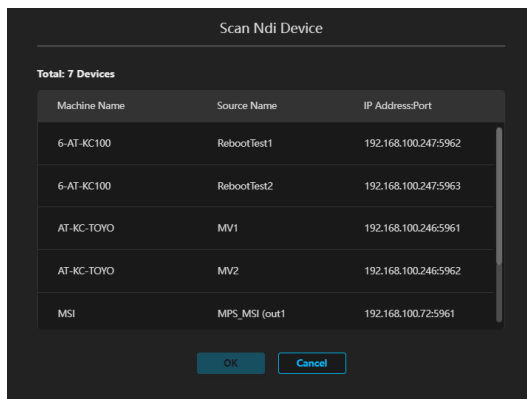 Scan Ndi Device
Total: 7 Devices
Machine Name Source Name IP Address:Port
6-AT-KC100 RebootTest1 192.168.100.247:5962
6-AT-KC100 RebootTest2 192.168.100.247:5963
AT-KC-TOYO MV1 192.168.100.246:5961
AT-KC-TOYO MV2 192.168.100.246:5962
MSI MPS_MSI (out1 192.168.100.72:5961
OK Cancel